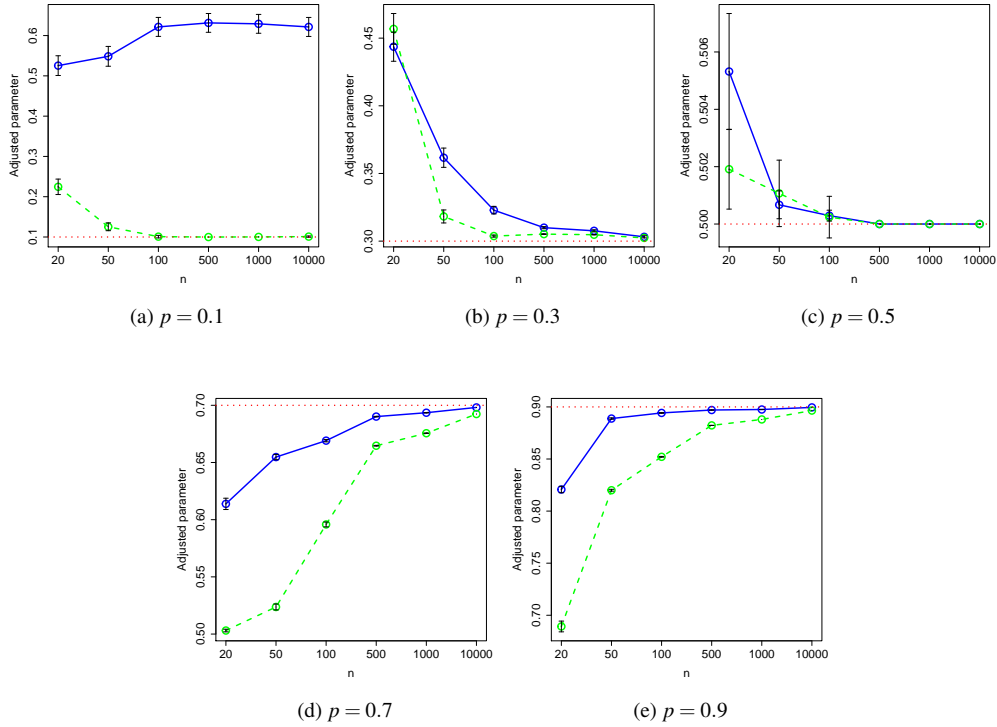 Adjusted parameter
0.1 0.2 0.3 0.4 0.5 0.6
20 50 100 500 1000 10000
n
(a) p = 0.1
Adjusted parameter
0.30 0.35 0.40 0.45
20 50 100 500 1000 10000
n
(b) p = 0.3
Adjusted parameter
0.500 0.502 0.504 0.506
20 50 100 500 1000 10000
n
(c) p = 0.5
Adjusted parameter
0.50 0.55 0.60 0.65 0.70
20 50 100 500 1000 10000
n
(d) p = 0.7
Adjusted parameter
0.70 0.75 0.80 0.85 0.90
20 50 100 500 1000 10000
n
(e) p = 0.9